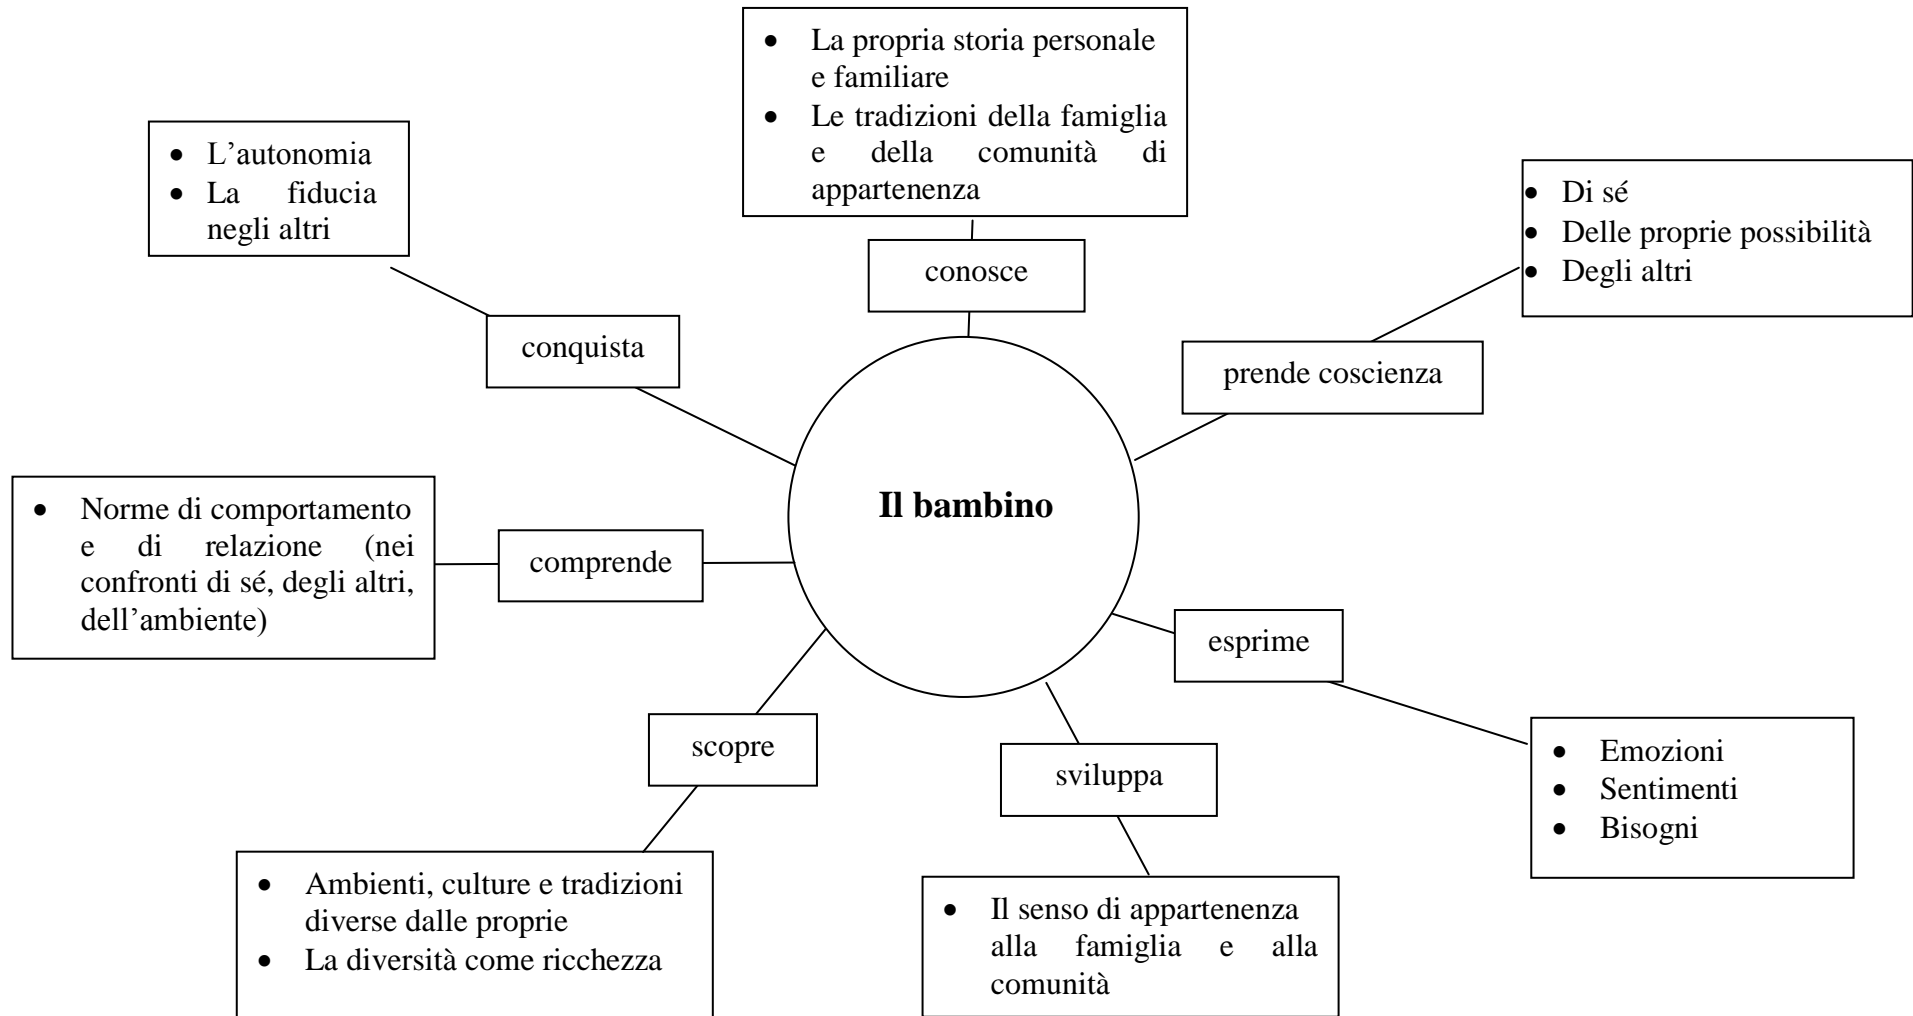 • La propria storia personale
e familiare
• Le tradizioni della famiglia
e della comunità di
appartenenza
conosce
• L’autonomia
• La fiducia
negli altri
conquista
• Di sé
• Delle proprie possibilità
• Degli altri
prende coscienza
Il bambino
• Norme di comportamento
e di relazione (nei
confronti di sé, degli altri,
dell’ambiente)
comprende
esprime
• Emozioni
• Sentimenti
• Bisogni
scopre
• Ambienti, culture e tradizioni
diverse dalle proprie
• La diversità come ricchezza
sviluppa
• Il senso di appartenenza
alla famiglia e alla
comunità